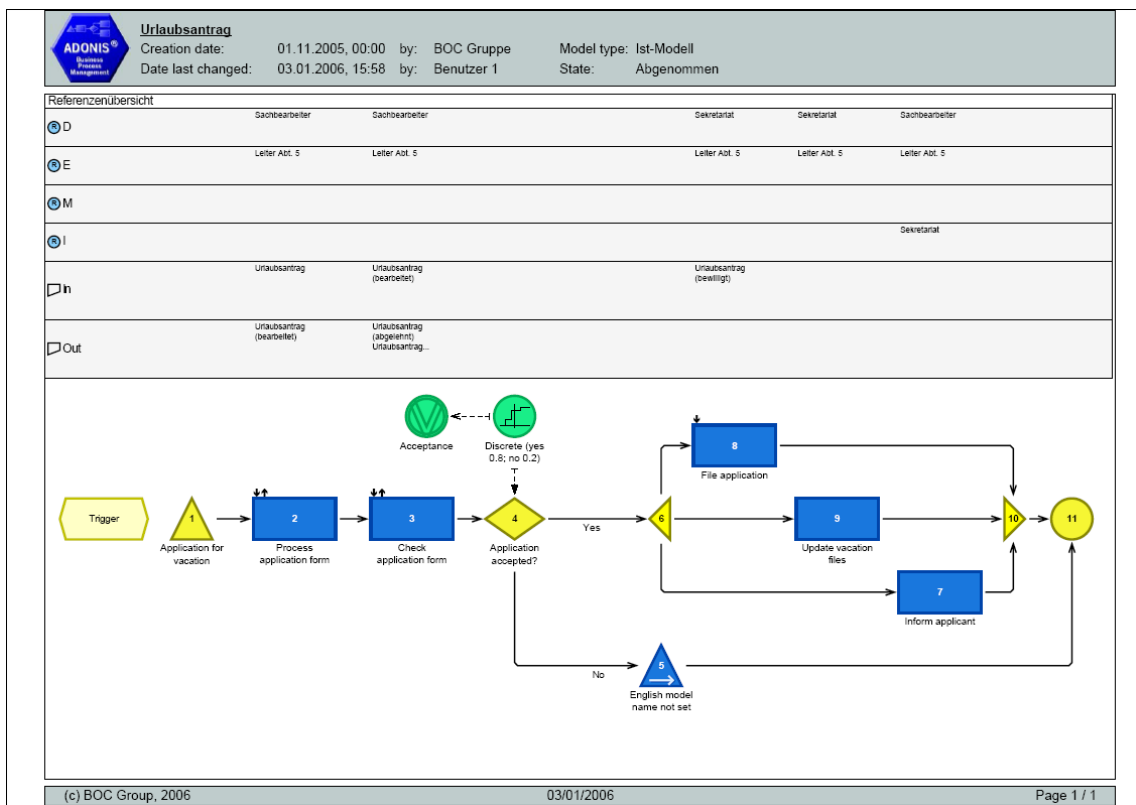 ADONIS®
Business
Process
Management
Urlaubsantrag
Creation date: 01.11.2005, 00:00 by: BOC Gruppe Model type: Ist-Modell
Date last changed: 03.01.2006, 15:58 by: Benutzer 1 State: Abgenommen
Referenzenübersicht
R D Sachbearbeiter Sachbearbeiter Sekretariat Sekretariat Sachbearbeiter
R E Leiter Abt. 5 Leiter Abt. 5 Leiter Abt. 5 Leiter Abt. 5 Leiter Abt. 5
R M
R I Sekretariat
In Urlaubsantrag Urlaubsantrag Urlaubsantrag
(bearbeitet) (bewilligt)
Out Urlaubsantrag Urlaubsantrag
(bearbeitet) (abgelehnt)
Urlaubsantrag...
Acceptance Discrete (yes
0.8; no 0.2)
8
File application
Trigger 1 2 3 4 Yes 6 9 10 11
Application for Process Check Application Update vacation
vacation application form application form accepted? files
7
Inform applicant
No 5
English model
name not set
(c) BOC Group, 2006 03/01/2006 Page 1 / 1